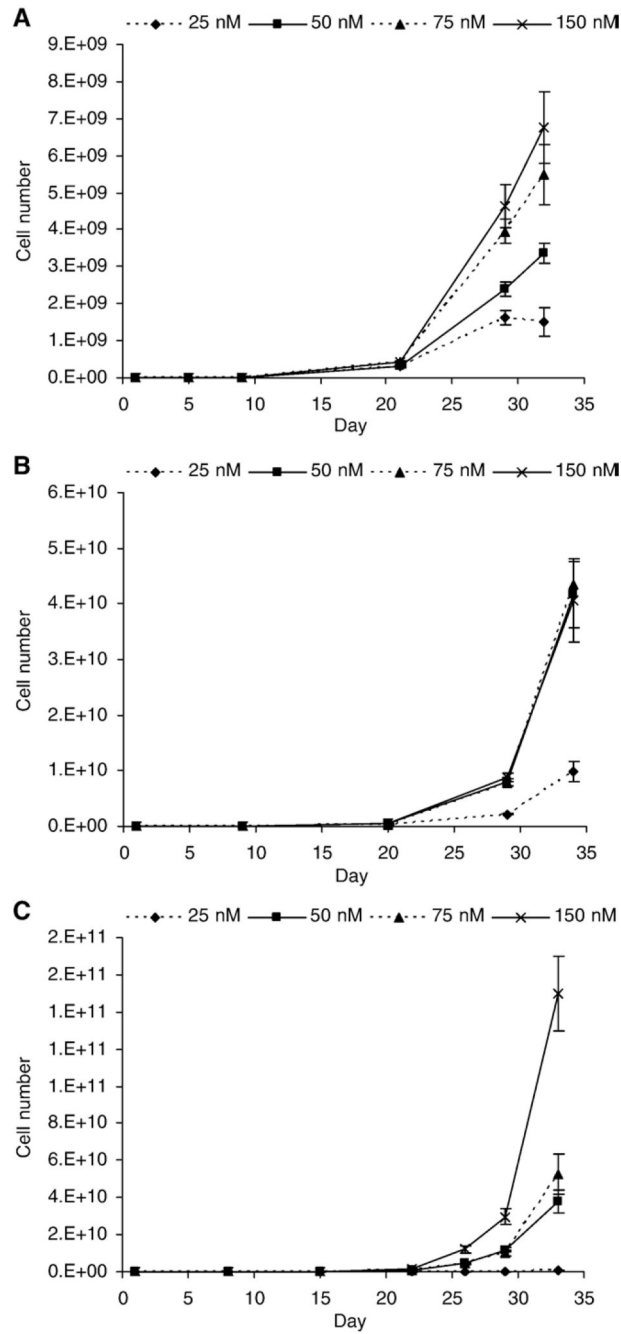 A
25 nM 50 nM 75 nM 150 nM
9.E+09
8.E+09
7.E+09
6.E+09
5.E+09
4.E+09
3.E+09
2.E+09
1.E+09
0.E+00
Cell number
0 5 10 15 20 25 30 35
Day
B
25 nM 50 nM 75 nM 150 nM
6.E+10
5.E+10
4.E+10
3.E+10
2.E+10
1.E+10
0.E+00
Cell number
0 5 10 15 20 25 30 35
Day
C
25 nM 50 nM 75 nM 150 nM
2.E+11
2.E+11
1.E+11
1.E+11
8.E+10
6.E+10
4.E+10
2.E+10
0.E+00
Cell number
0 5 10 15 20 25 30 35
Day